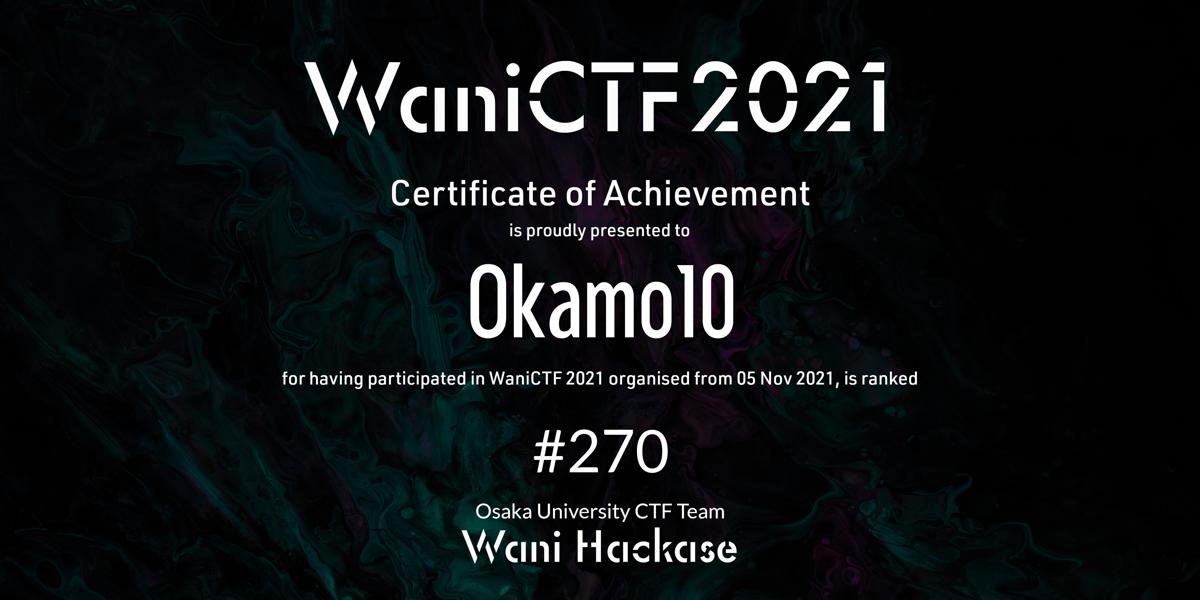 WaniCTF2021
Certificate of Achievement
is proudly presented to
Okamo10
for having participated in WaniCTF 2021 organised from 05 Nov 2021, is ranked
#270
Osaka University CTF Team
Wani Hackase